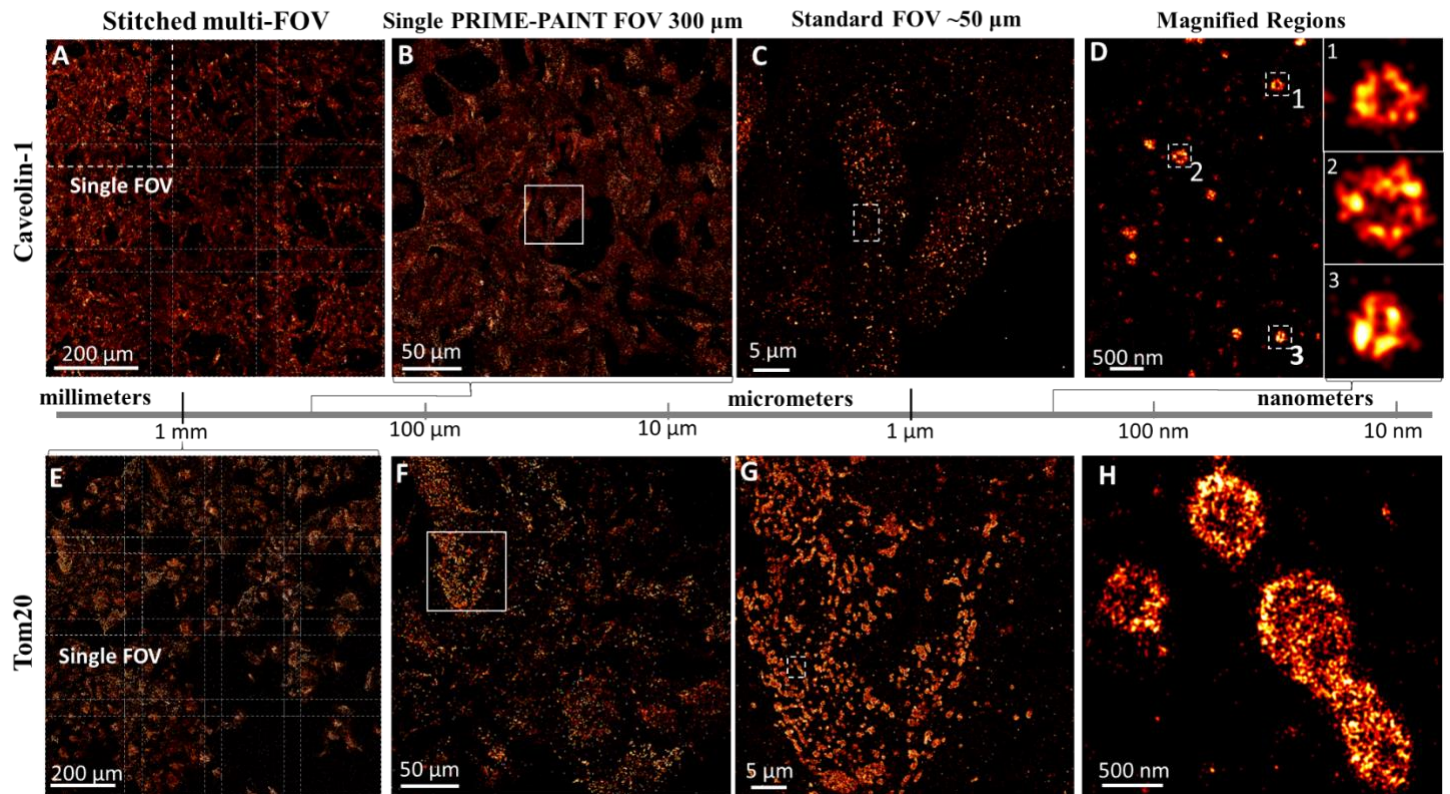 Stitched multi-FOV
Single PRIME-PAINT FOV 300 µm
Standard FOV ~50 µm
Magnified Regions
Caveolin-1
A
Single FOV
200 µm
B
50 µm
C
5 µm
D
1
2
3
500 nm
1
2
3
millimeters
micrometers
nanometers
1 mm
100 µm
10 µm
1 µm
100 nm
10 nm
Tom20
E
Single FOV
200 µm
F
50 µm
G
5 µm
H
500 nm